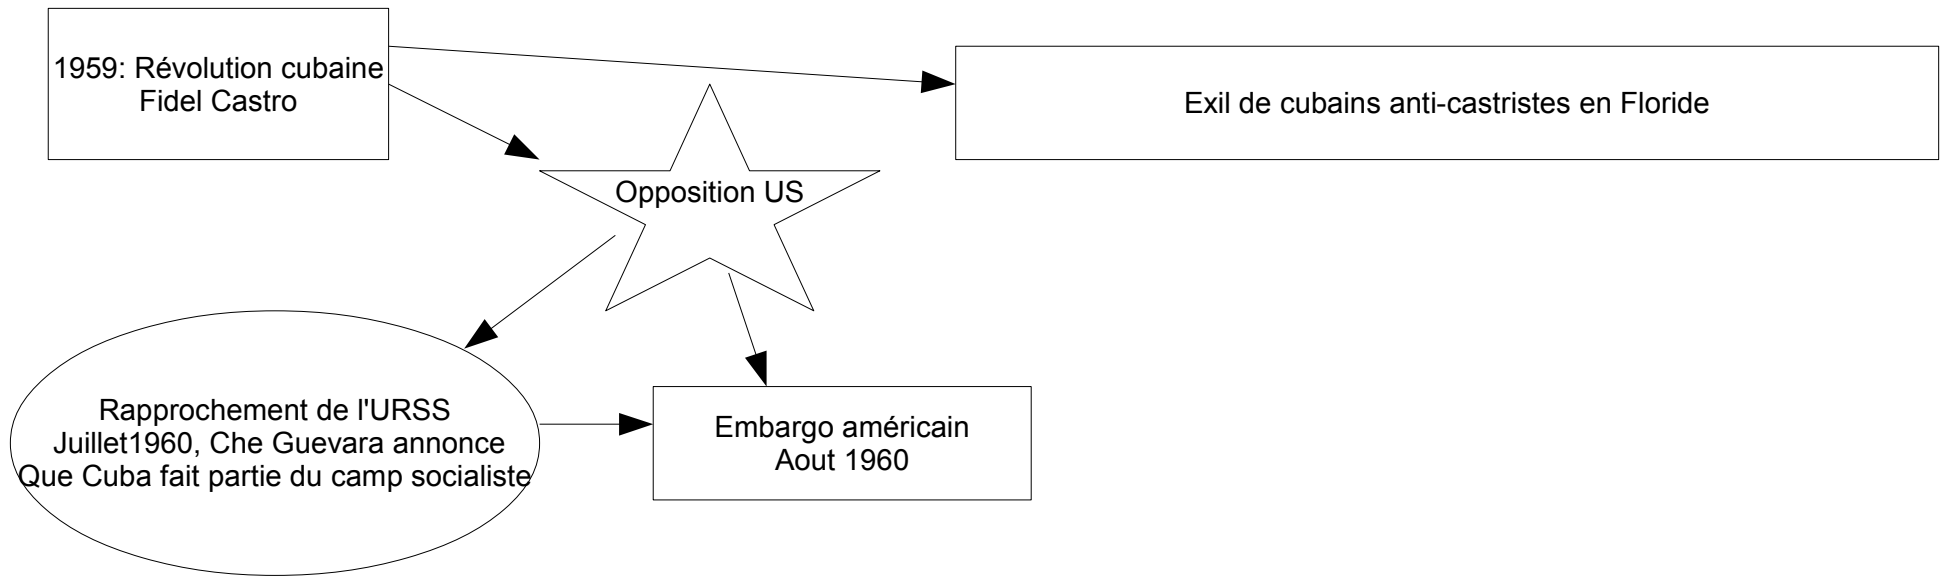 1959: Révolution cubaine
Fidel Castro
Exil de cubains anti-castristes en Floride
Opposition US
Rapprochement de l'URSS
Juillet1960, Che Guevara annonce
Que Cuba fait partie du camp socialiste
Embargo américain
Aout 1960